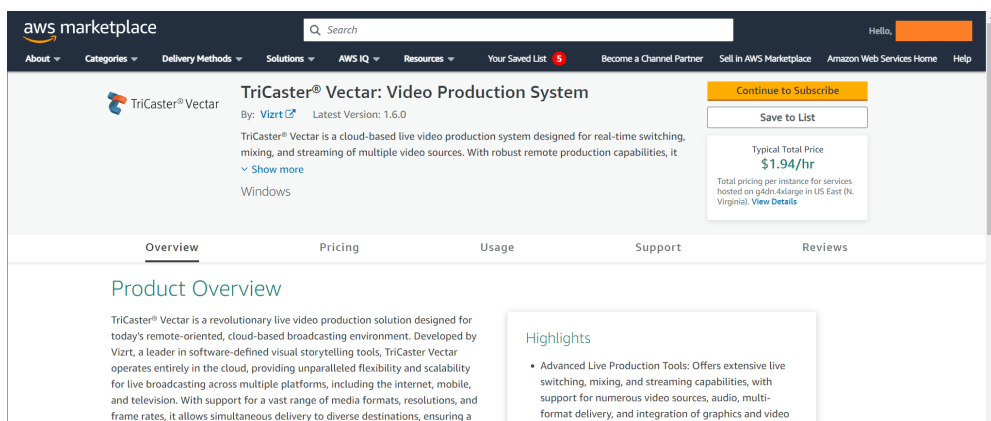 aws marketplace
Search
Hello,
About
Categories
Delivery Methods
Solutions
AWS IQ
Resources
Your Saved List 5
Become a Channel Partner
Sell in AWS Marketplace
Amazon Web Services Home
Help
TriCaster® Vectar
TriCaster® Vectar: Video Production System
By: Vizrt Latest Version: 1.6.0
TriCaster® Vectar is a cloud-based live video production system designed for real-time switching,
mixing, and streaming of multiple video sources. With robust remote production capabilities, it
Show more
Windows
Continue to Subscribe
Save to List
Typical Total Price
$1.94/hr
Total pricing per instance for services
hosted on g4dn.4xlarge in US East (N.
Virginia). View Details
Overview
Pricing
Usage
Support
Reviews
Product Overview
TriCaster® Vectar is a revolutionary live video production solution designed for
today's remote-oriented, cloud-based broadcasting environment. Developed by
Vizrt, a leader in software-defined visual storytelling tools, TriCaster Vectar
operates entirely in the cloud, providing unparalleled flexibility and scalability
for live broadcasting across multiple platforms, including the internet, mobile,
and television. With support for a vast range of media formats, resolutions, and
frame rates, it allows simultaneous delivery to diverse destinations, ensuring a
Highlights
• Advanced Live Production Tools: Offers extensive live
switching, mixing, and streaming capabilities, with
support for numerous video sources, audio, multi-
format delivery, and integration of graphics and video